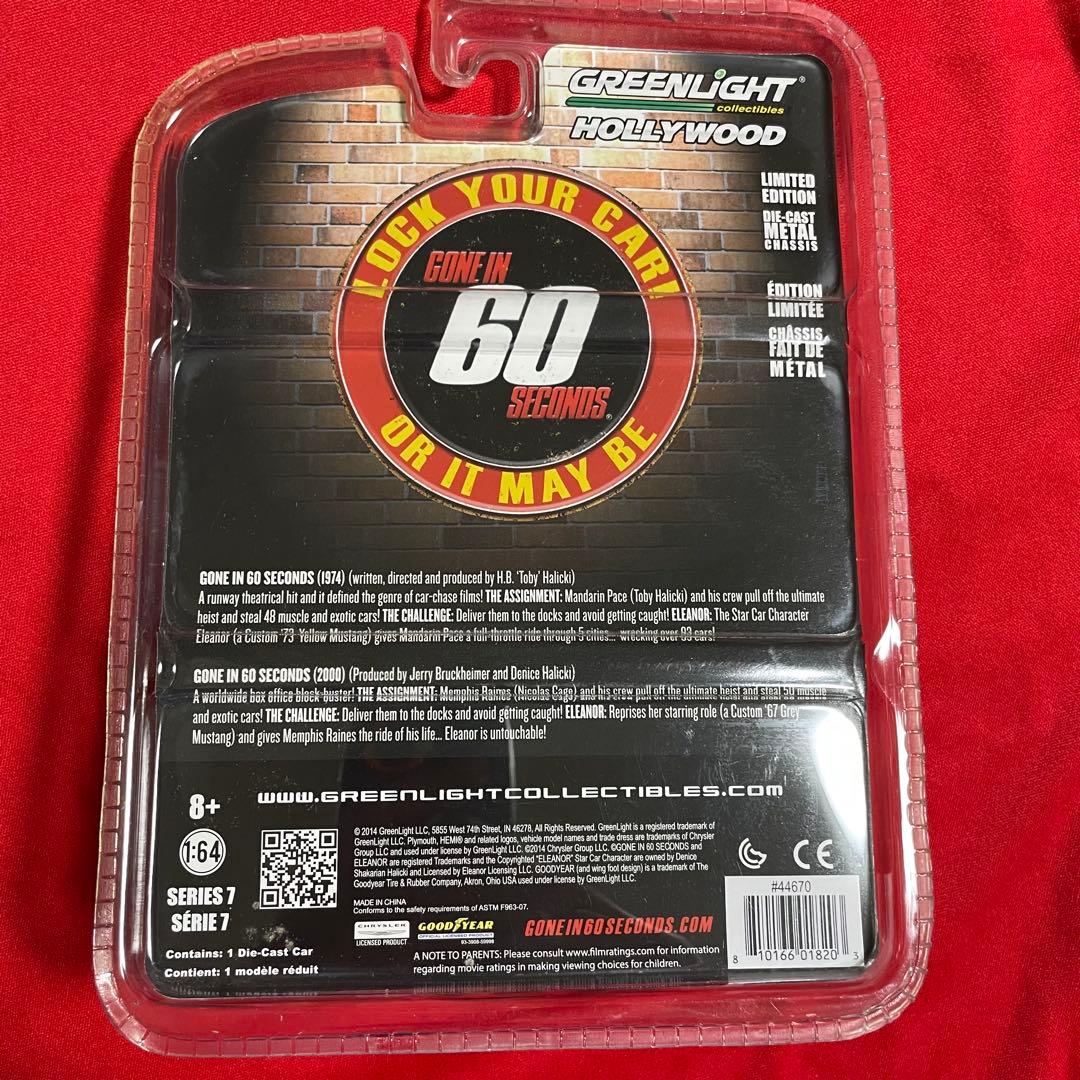 GREENLiGHT®
collectibles
HOLLYWOOD
LIMITED
EDITION
DIE-CAST
METAL
CHASSIS
ÉDITION
LIMITÉE
CHÂSSIS
FAIT DE
MÉTAL
LOCK YOUR CAR!
GONE IN
60
SECONDS®
OR IT MAY BE
GONE IN 60 SECONDS (1974) (written, directed and produced by H.B. 'Toby' Halicki)
A runway theatrical hit and it defined the genre of car-chase films! THE ASSIGNMENT: Mandarin Pace (Toby Halicki) and his crew pull off the ultimate
heist and steal 48 muscle and exotic cars! THE CHALLENGE: Deliver them to the docks and avoid getting caught! ELEANOR: The Star Car Character
Eleanor (a Custom '73 Yellow Mustang) gives Mandarin Pace a full-throttle ride through 5 cities... wrecking over 93 cars!
GONE IN 60 SECONDS (2000) (Produced by Jerry Bruckheimer and Denice Halicki)
A worldwide box office block-buster! THE ASSIGNMENT: Memphis Raines (Nicolas Cage) and his crew pull off the ultimate heist and steal 50 muscle
and exotic cars! THE CHALLENGE: Deliver them to the docks and avoid getting caught! ELEANOR: Reprises her starring role (a Custom '67 Grey
Mustang) and gives Memphis Raines the ride of his life... Eleanor is untouchable!
8+
www.GREENLIGHTCOLLECTIBLES.com
1:64
SERIES 7
SÉRIE 7
Contains: 1 Die-Cast Car
Contient: 1 modèle réduit
© 2014 GreenLight LLC, 5855 West 74th Street, IN 46278, All Rights Reserved. GreenLight is a registered trademark of
GreenLight LLC. Plymouth, HEMI® and related logos, vehicle model names and trade dress are trademarks of Chrysler
Group LLC and used under license by GreenLight LLC. ©2014 Chrysler Group LLC. ©GONE IN 60 SECONDS and
ELEANOR are registered Trademarks and the Copyrighted "ELEANOR" Star Car Character are owned by Denice
Shakarian Halicki and Licensed by Eleanor Licensing LLC. GOODYEAR (and wing foot design) is a trademark of The
Goodyear Tire & Rubber Company, Akron, Ohio USA used under license by GreenLight LLC.
MADE IN CHINA
Conforms to the safety requirements of ASTM F963-07.
CHRYSLER
LICENSED PRODUCT
GOODYEAR
OFFICIAL LICENSED PRODUCT
93-3908-59998
GONEIN60SECONDS.COM
A NOTE TO PARENTS: Please consult www.filmratings.com for information
regarding movie ratings in making viewing choices for children.
CE
#44670
8 10166 01820 3